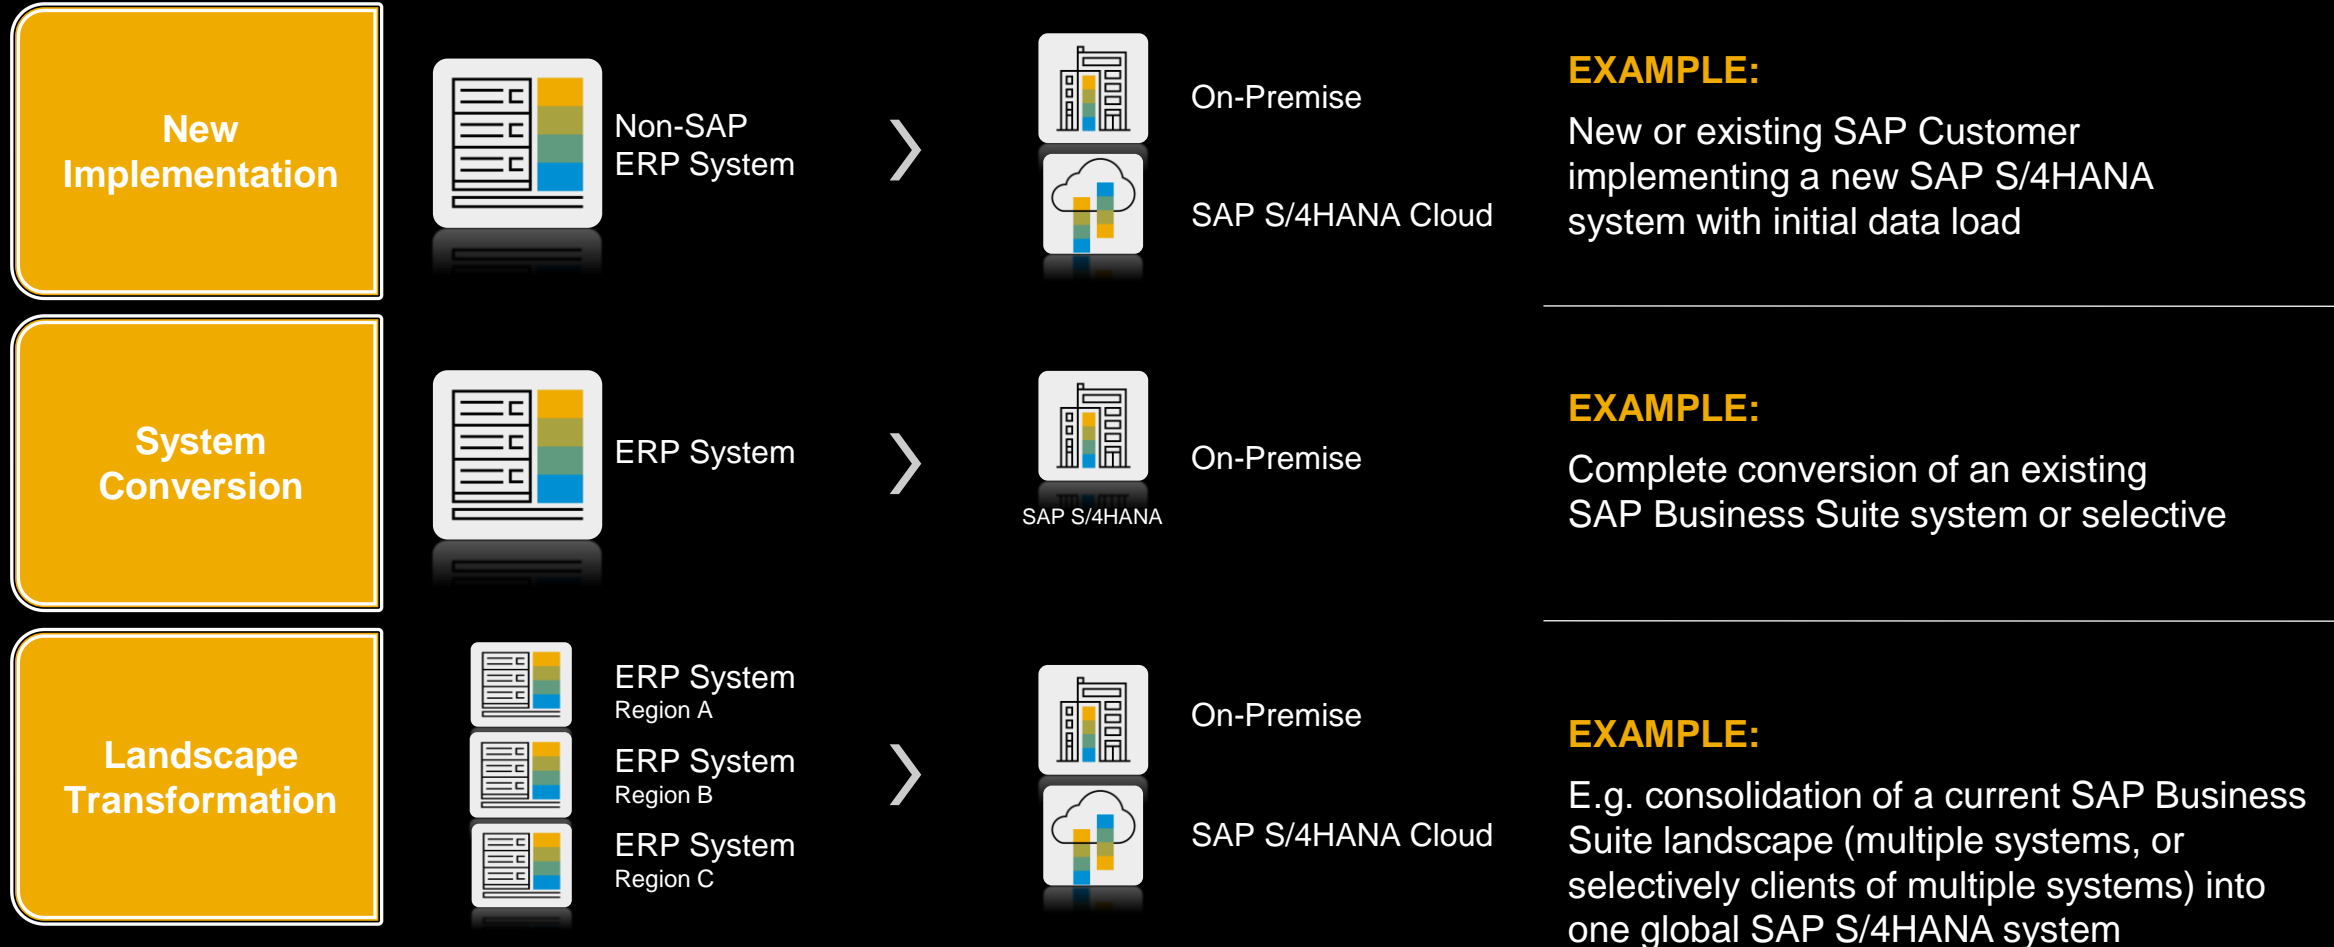 New
Implementation
Non-SAP
ERP System
On-Premise
SAP S/4HANA Cloud
EXAMPLE:
New or existing SAP Customer
implementing a new SAP S/4HANA
system with initial data load
System
Conversion
ERP System
On-Premise
SAP S/4HANA
EXAMPLE:
Complete conversion of an existing
SAP Business Suite system or selective
Landscape
Transformation
ERP System
Region A
ERP System
Region B
ERP System
Region C
On-Premise
SAP S/4HANA Cloud
EXAMPLE:
E.g. consolidation of a current SAP Business
Suite landscape (multiple systems, or
selectively clients of multiple systems) into
one global SAP S/4HANA system